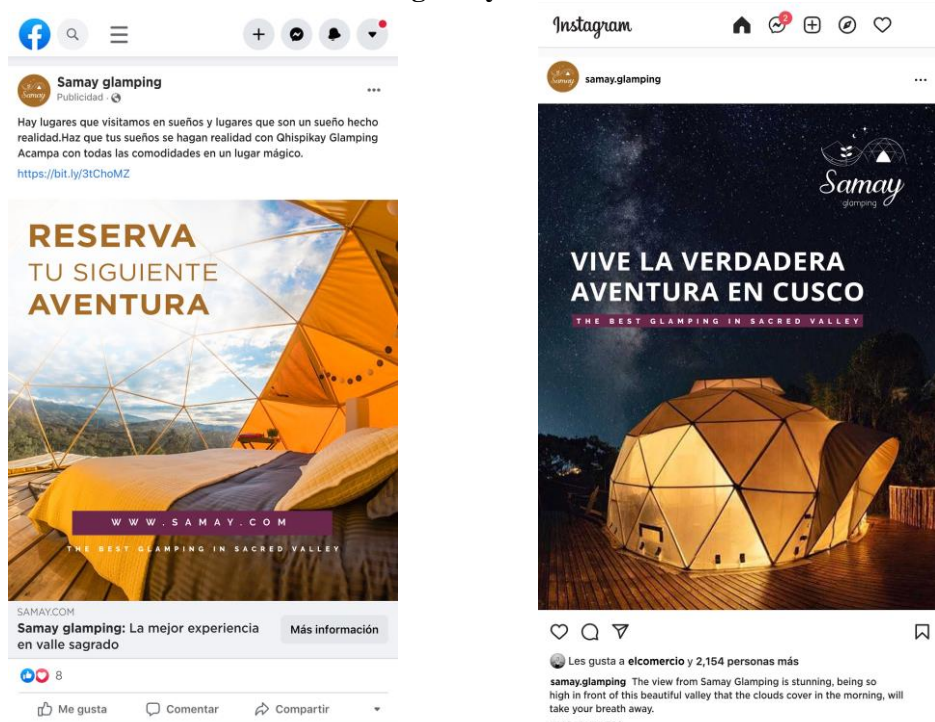 Samay glamping
Publicidad ·
Hay lugares que visitamos en sueños y lugares que son un sueño hecho
realidad.Haz que tus sueños se hagan realidad con Qhispikay Glamping
Acampa con todas las comodidades en un lugar mágico.
https://bit.ly/3tChoMZ
RESERVA
TU SIGUIENTE
AVENTURA
WWW.SAMAY.COM
THE BEST GLAMPING IN SACRED VALLEY
SAMAY.COM
Samay glamping: La mejor experiencia
en valle sagrado
Más información
8
Me gusta
Comentar
Compartir
Instagram
2
samay.glamping
Samay
glamping
VIVE LA VERDADERA
AVENTURA EN CUSCO
THE BEST GLAMPING IN SACRED VALLEY
Les gusta a elcomercio y 2,154 personas más
samay.glamping The view from Samay Glamping is stunning, being so
high in front of this beautiful valley that the clouds cover in the morning, will
take your breath away.